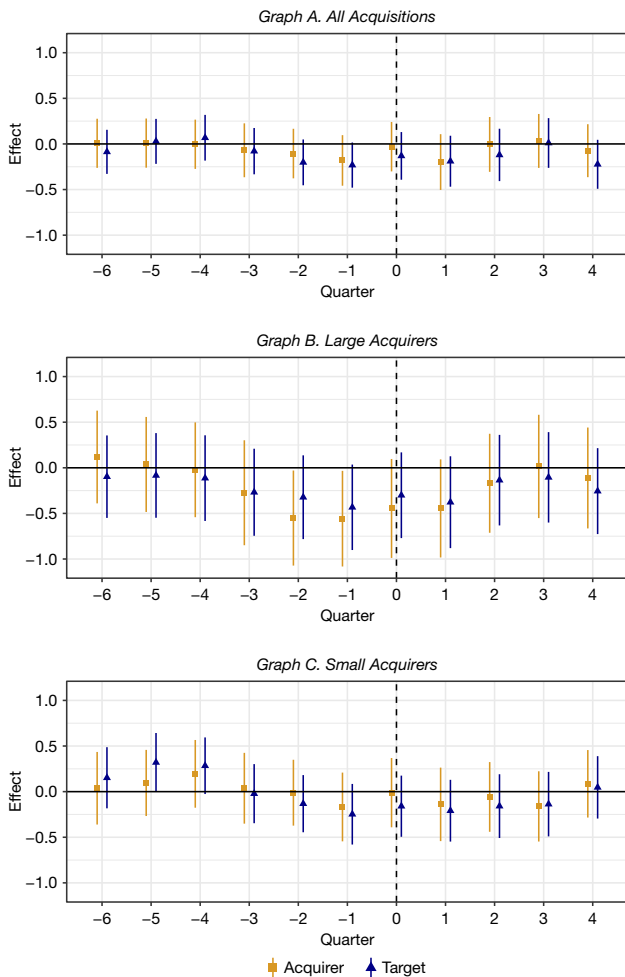 Graph A. All Acquisitions
1.0
0.5
0.0
−0.5
−1.0
Effect
−6 −5 −4 −3 −2 −1 0 1 2 3 4
Quarter
Graph B. Large Acquirers
1.0
0.5
0.0
−0.5
−1.0
Effect
−6 −5 −4 −3 −2 −1 0 1 2 3 4
Quarter
Graph C. Small Acquirers
1.0
0.5
0.0
−0.5
−1.0
Effect
−6 −5 −4 −3 −2 −1 0 1 2 3 4
Quarter
Acquirer Target